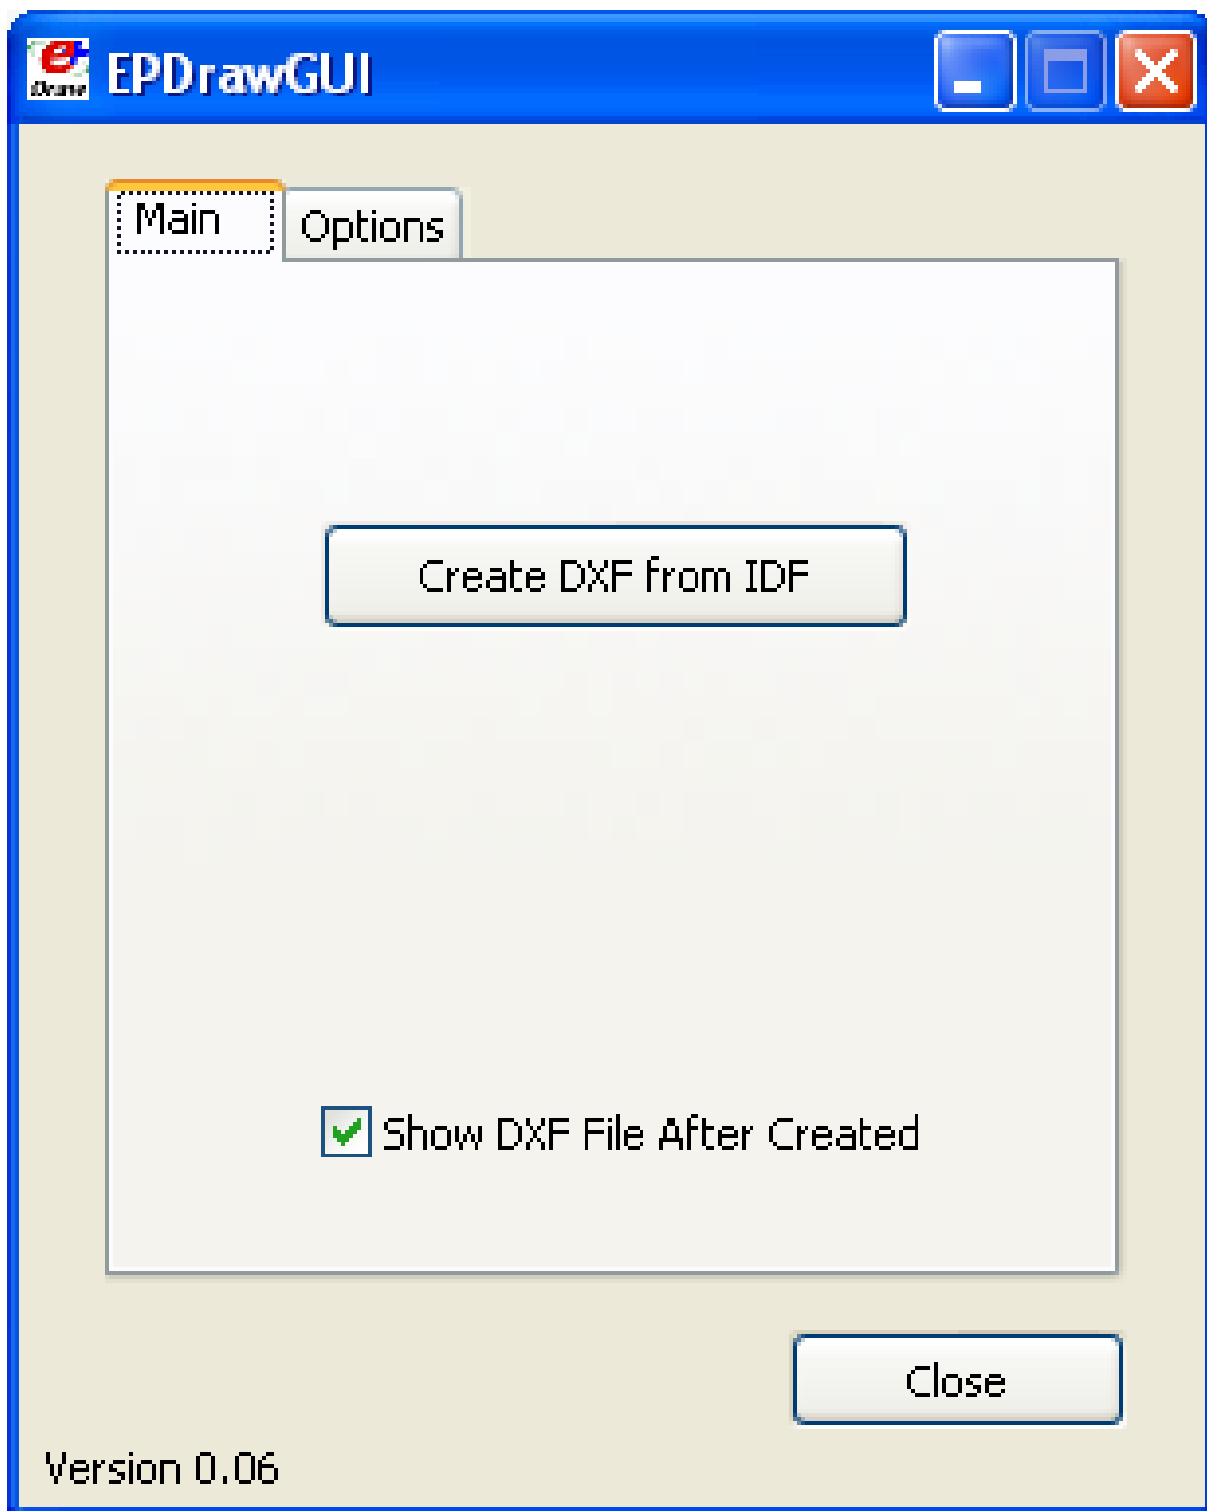 EPDrawGUI
Main
Options
Create DXF from IDF
Show DXF File After Created
Close
Version 0.06